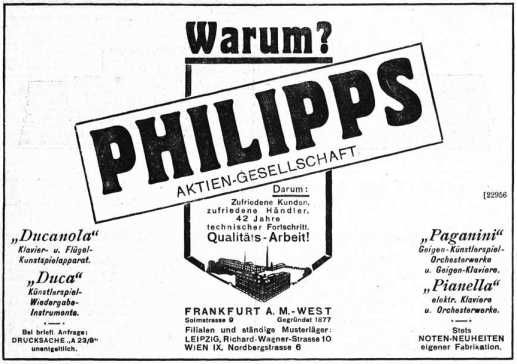 Warum?
PHILIPPS
AKTIEN-GESELLSCHAFT
Darum:
Zufriedene Kunden,
zufriedene Händler,
42 Jahre
technischer Fortschritt.
Qualitäts-Arbeit!
[22956
„Ducanola“
Klavier- u. Flügel-
Kunstspielapparat.
„Duca“
Künstlerspiel-
Wiedergabe-
Instrumente.
Bei briefl. Anfrage:
DRUCKSACHE „A 23/8“
unentgeltlich.
„Paganini“
Geigen-Künstlerspiel-
Orchesterwerke
u. Geigen-Klaviere.
„Pianella“
elektr. Klaviere
u. Orchesterwerke.
Stets
NOTEN-NEUHEITEN
eigener Fabrikation.
FRANKFURT A. M.-WEST
Solmstrasse 9 Gegründet 1877
Filialen und ständige Musterläger:
LEIPZIG, Richard-Wagner-Strasse 10
WIEN IX, Nordbergstrasse 6